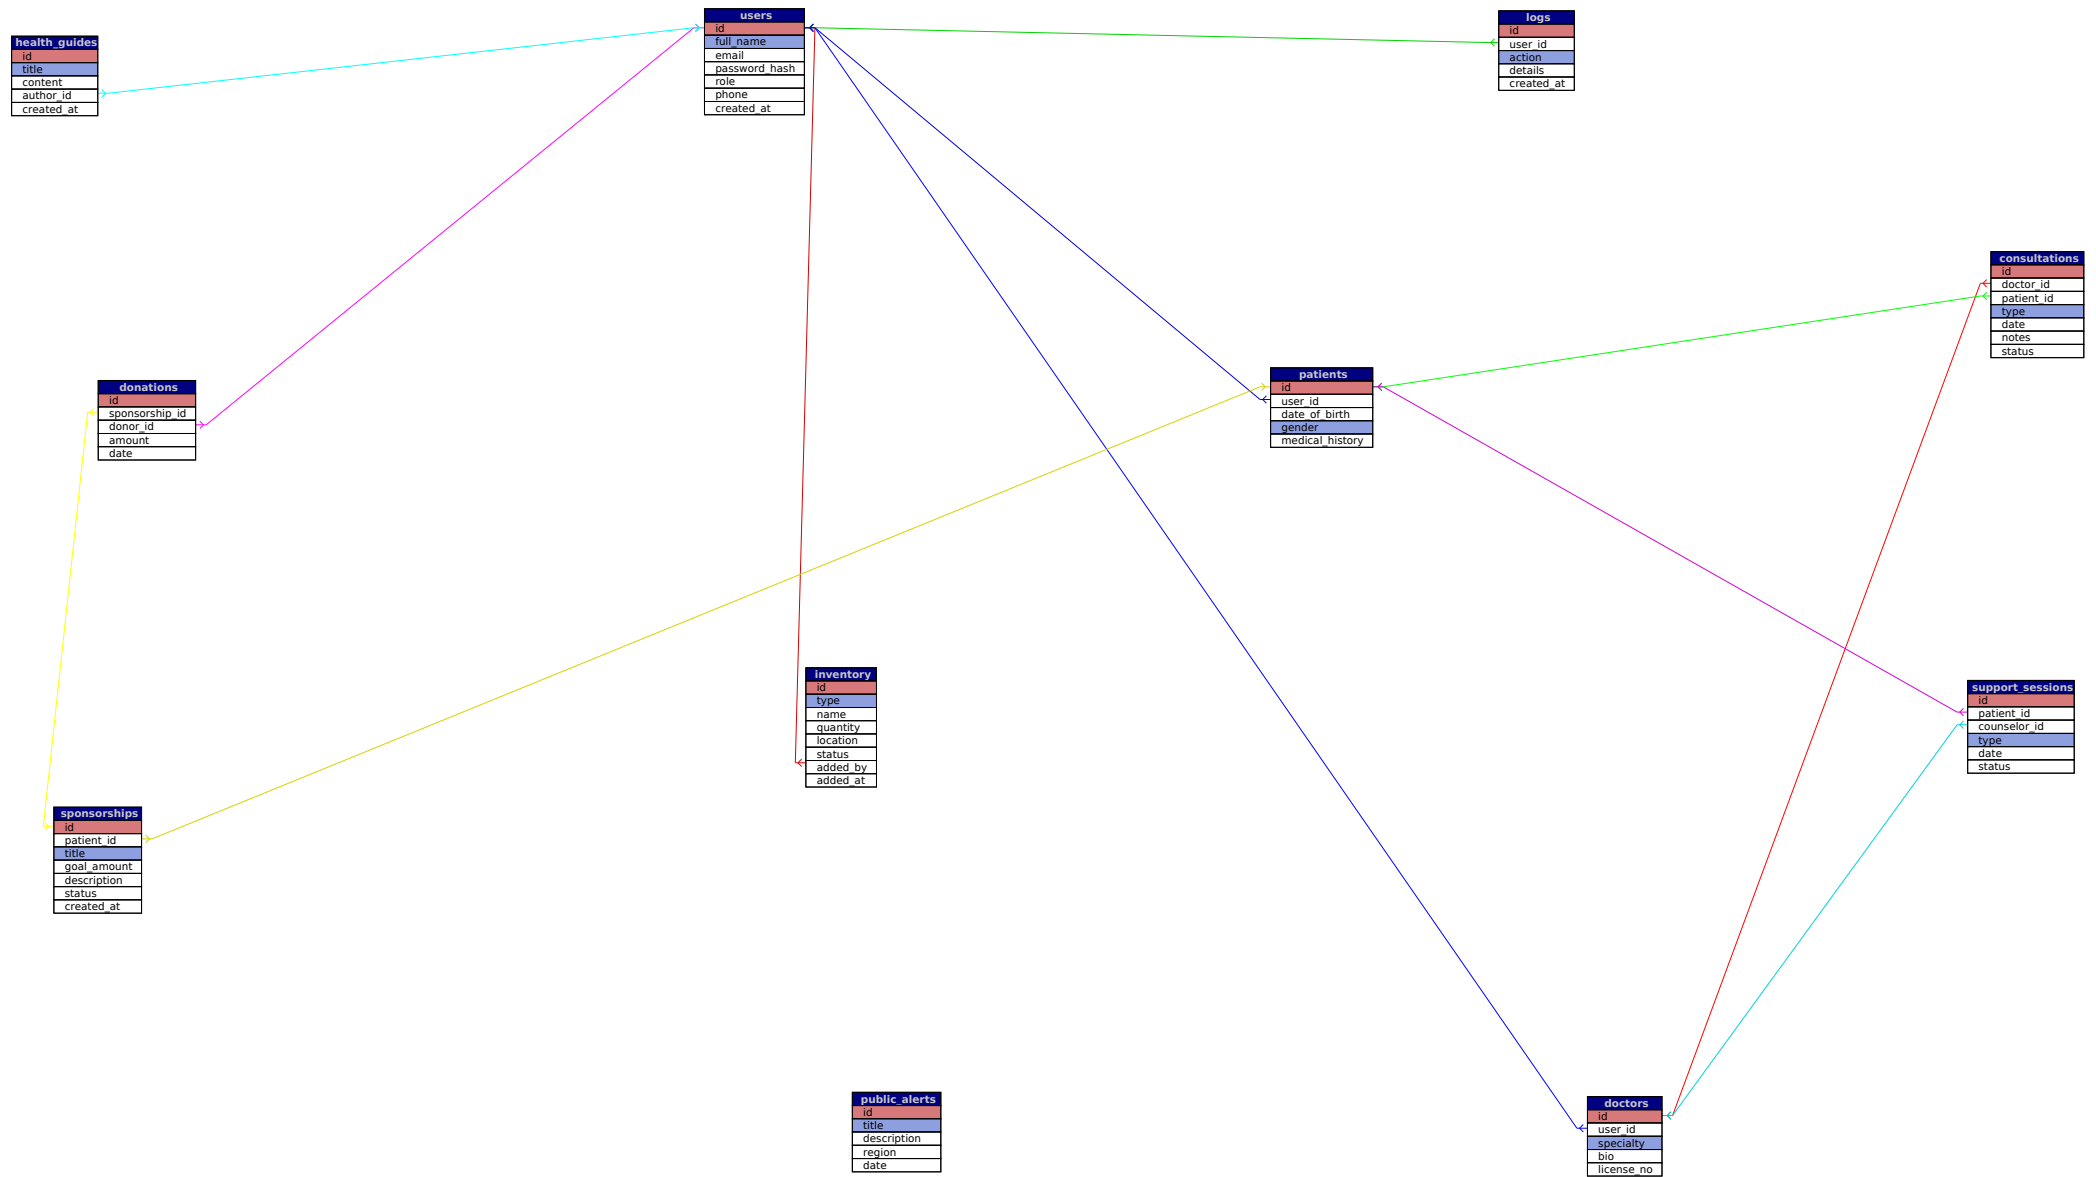 users
id
full_name
email
password_hash
role
phone
created_at
logs
id
user_id
action
details
created_at
health_guides
id
title
content
author_id
created_at
consultations
id
doctor_id
patient_id
type
date
notes
status
patients
id
user_id
date_of_birth
gender
medical_history
donations
id
sponsorship_id
donor_id
amount
date
inventory
id
type
name
quantity
location
status
added_by
added_at
support_sessions
id
patient_id
counselor_id
type
date
status
sponsorships
id
patient_id
title
goal_amount
description
status
created_at
public_alerts
id
title
description
region
date
doctors
id
user_id
specialty
bio
license_no